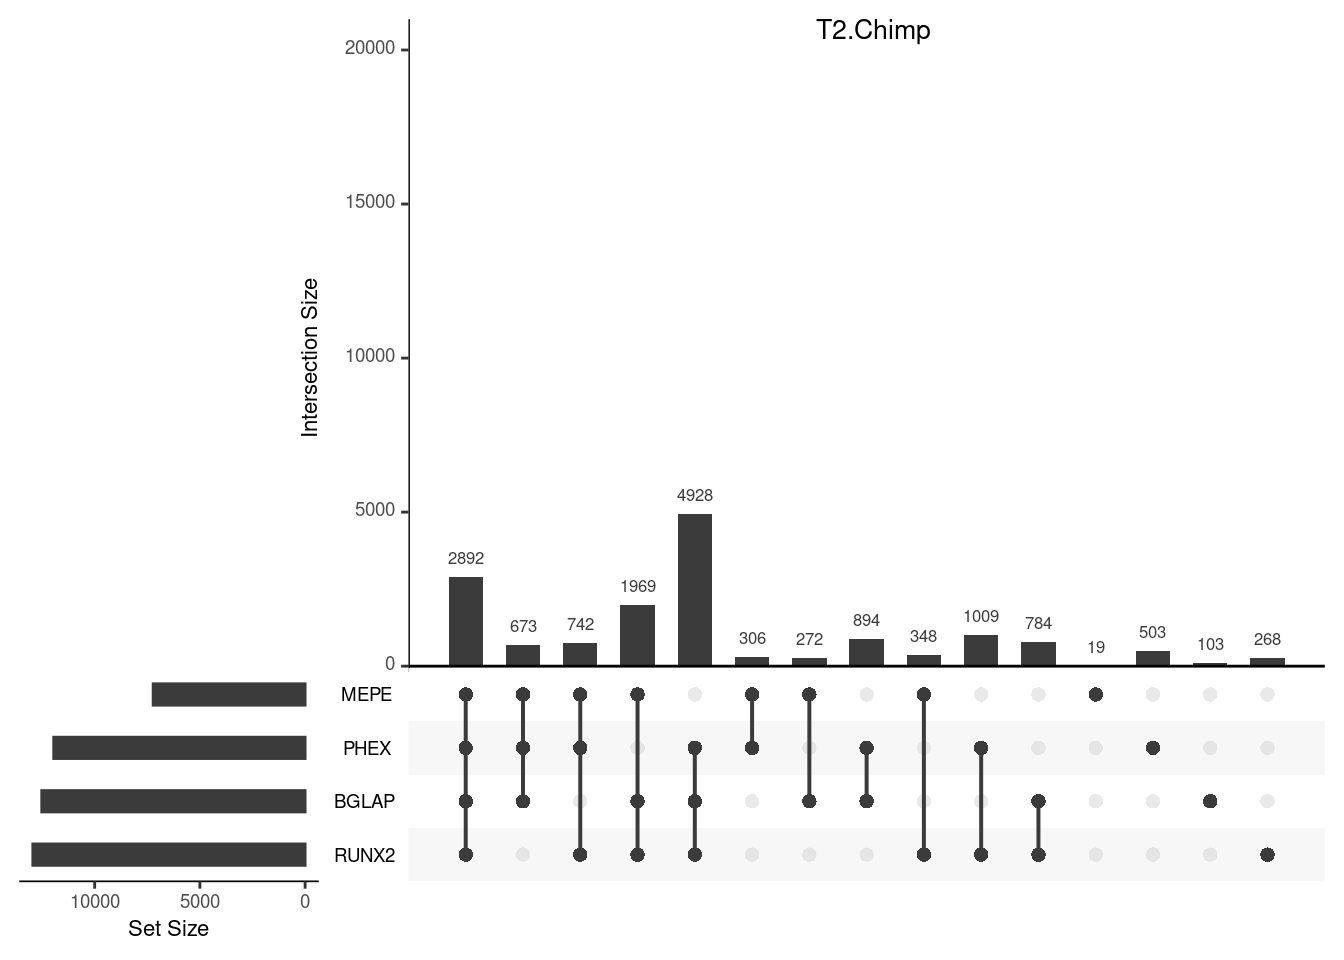 T2.Chimp
20000
15000
10000
5000
0
Intersection Size
2892 673 742 1969 4928 306 272 894 348 1009 784 19 503 103 268
MEPE
PHEX
BGLAP
RUNX2
10000 5000 0
Set Size